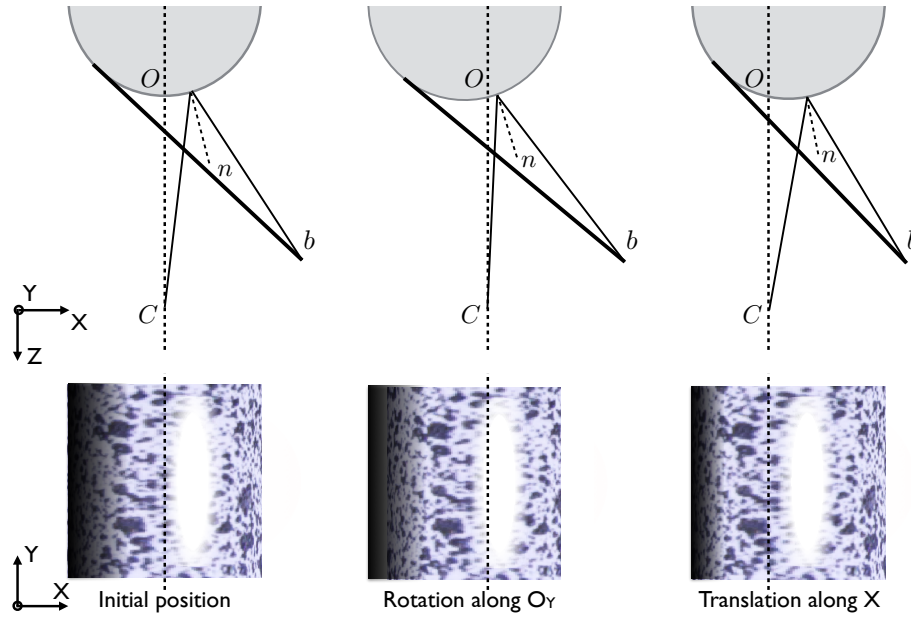 O
O
O
n
n
n
b
b
b
Y
X
Z
C
C
C
Y
X
Initial position
Rotation along OY
Translation along X